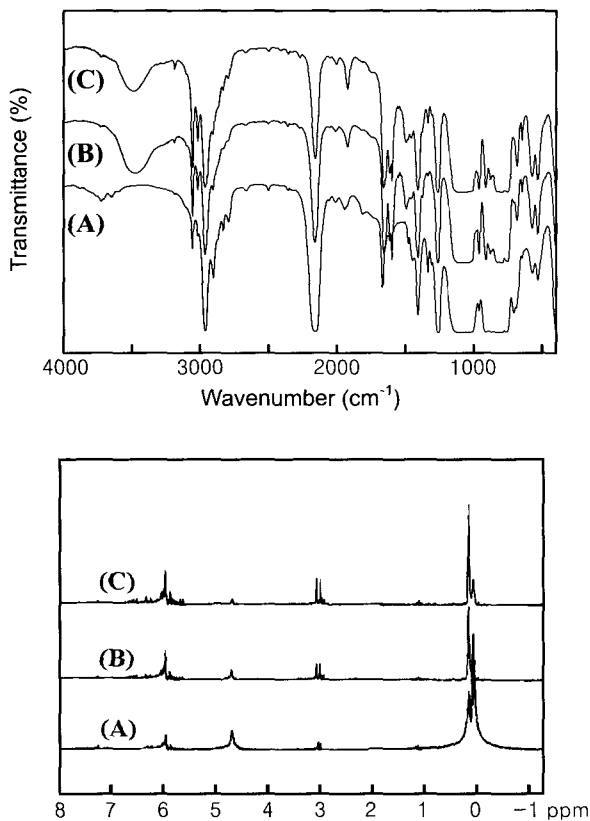 Transmittance (%)
(C)
(B)
(A)
4000 3000 2000 1000
Wavenumber (cm⁻¹)
(C)
(B)
(A)
8 7 6 5 4 3 2 1 0 −1 ppm